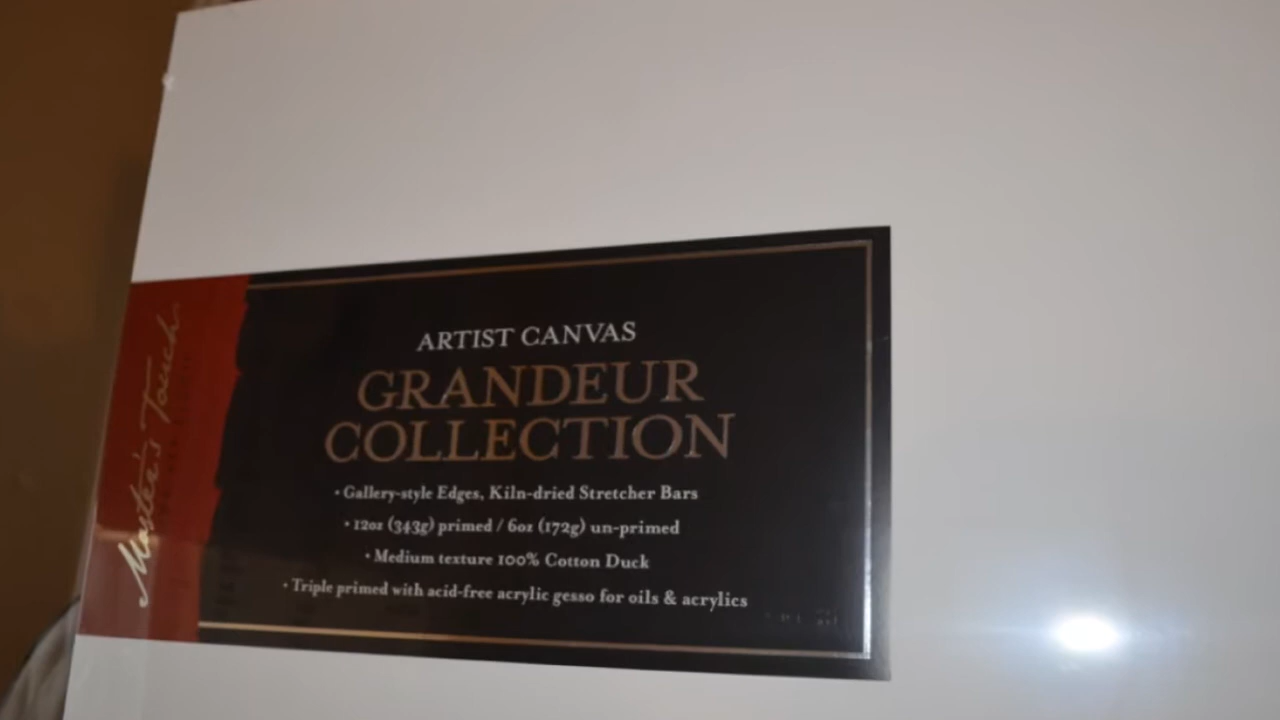 Master's Touch
ARTIST CANVAS
GRANDEUR
COLLECTION
• Gallery-style Edges, Kiln-dried Stretcher Bars
• 12oz (343g) primed / 6oz (172g) un-primed
• Medium texture 100% Cotton Duck
• Triple primed with acid-free acrylic gesso for oils & acrylics